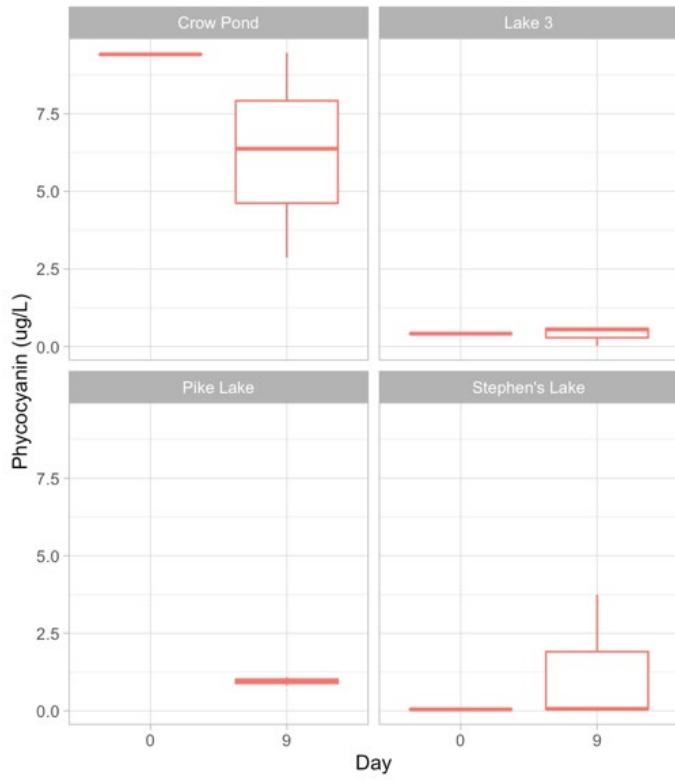 Crow Pond
Lake 3
7.5
5.0
2.5
0.0
Phycocyanin (ug/L)
Pike Lake
Stephen's Lake
7.5
5.0
2.5
0.0
0
9
0
9
Day